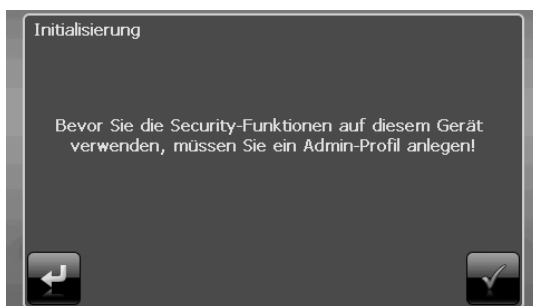 Initialisierung
Bevor Sie die Security-Funktionen auf diesem Gerät
verwenden, müssen Sie ein Admin-Profil anlegen!